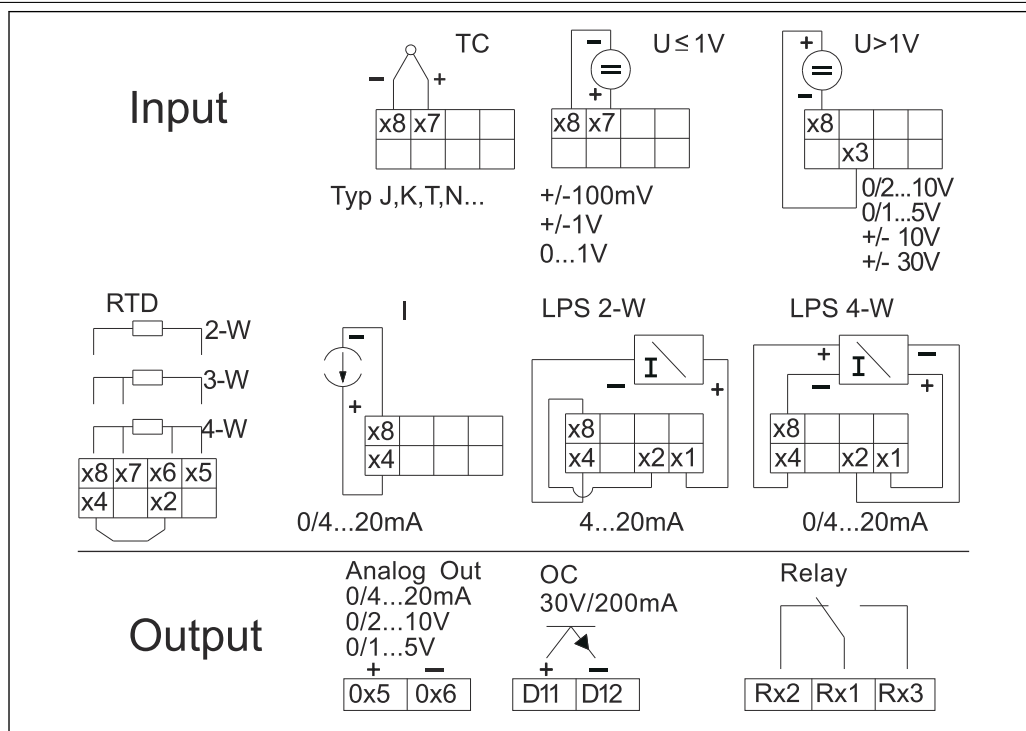 TC
U≤1V
U>1V
Input
x8 x7
x8 x7
x8
x3
Typ J,K,T,N...
+/-100mV
+/-1V
0...1V
0/2...10V
0/1...5V
+/- 10V
+/- 30V
RTD
2-W
3-W
4-W
x8 x7 x6 x5
x4 x2
I
x8
x4
0/4...20mA
LPS 2-W
I
x8
x4 x2 x1
4...20mA
LPS 4-W
I
x8
x4 x2 x1
0/4...20mA
Output
Analog Out
0/4...20mA
0/2...10V
0/1...5V
+ −
0x5 0x6
OC
30V/200mA
+ −
D11 D12
Relay
Rx2 Rx1 Rx3